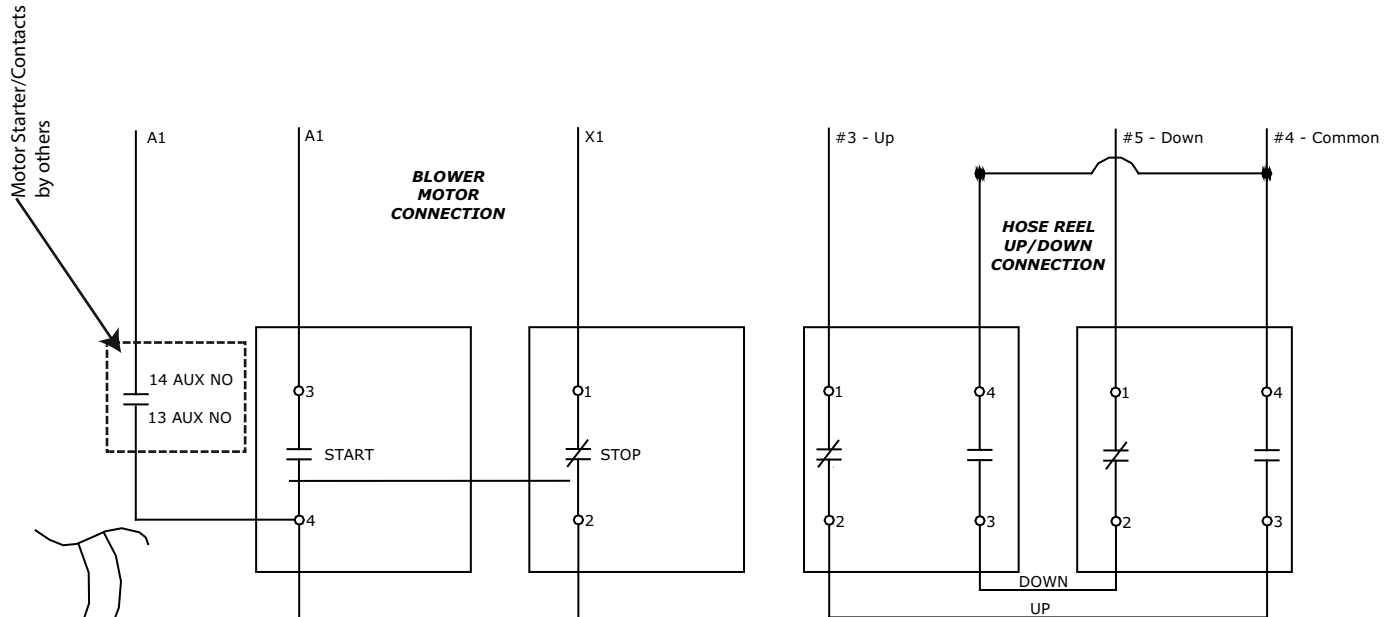 Motor Starter/Contacts
by others
A1
A1
X1
#3 - Up
#5 - Down
#4 - Common
BLOWER
MOTOR
CONNECTION
HOSE REEL
UP/DOWN
CONNECTION
14 AUX NO
13 AUX NO
3
1
1
4
1
4
START
STOP
4
2
2
3
2
3
DOWN
UP